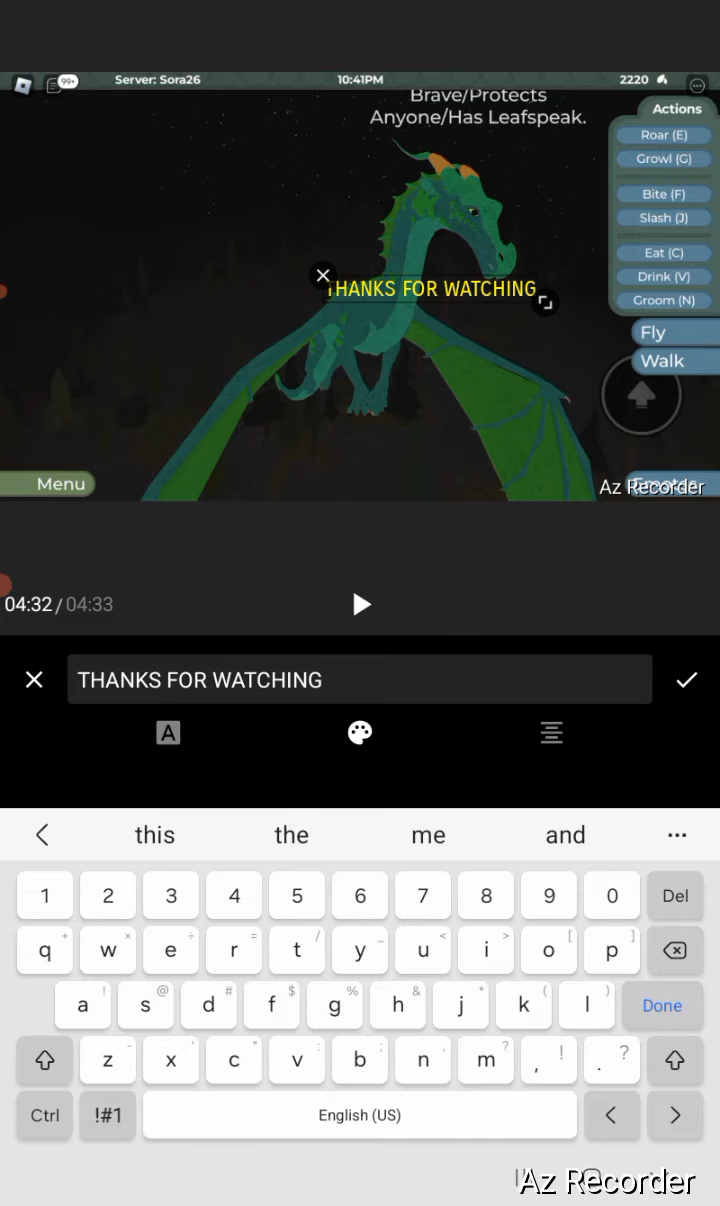 99+
Server: Sora26
10:41PM
2220
Brave/Protects
Anyone/Has Leafspeak.
Actions
Roar (E)
Growl (G)
Bite (F)
Slash (J)
Eat (C)
Drink (V)
Groom (N)
Fly
Walk
THANKS FOR WATCHING
Menu
Az Recorder
04:32 / 04:33
THANKS FOR WATCHING
A
this the me and ...
1 2 3 4 5 6 7 8 9 0 Del
q + w × e ÷ r = t / y _ u < i > o [ p ]
a ! s @ d # f $ g % h & j * k ( l ) Done
z - x ' c " v : b ; n , m ? , ! . ?
Ctrl !#1 English (US) < >
Az Recorder